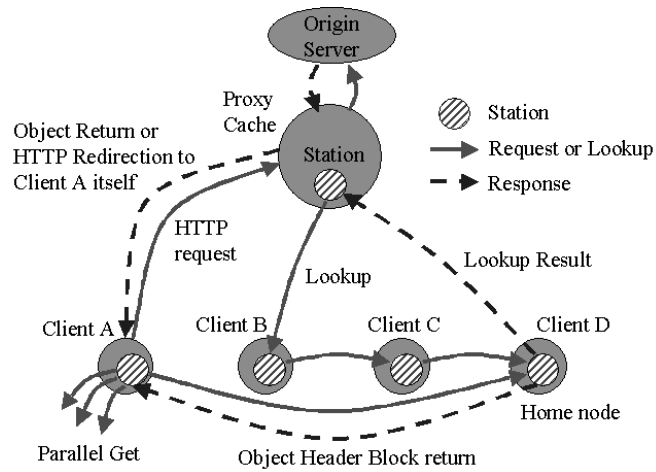 Origin
Server
Proxy
Cache
Station
Station
Request or Lookup
Response
Object Return or
HTTP Redirection to
Client A itself
HTTP
request
Lookup
Lookup Result
Client A
Client B
Client C
Client D
Home node
Parallel Get
Object Header Block return